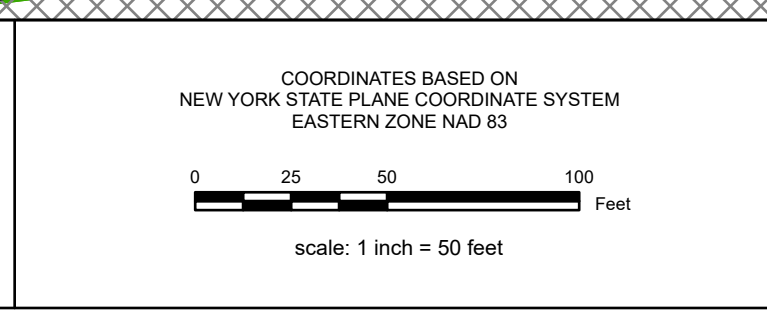 COORDINATES BASED ON
NEW YORK STATE PLANE COORDINATE SYSTEM
EASTERN ZONE NAD 83
0 25 50 100
Feet
scale: 1 inch = 50 feet